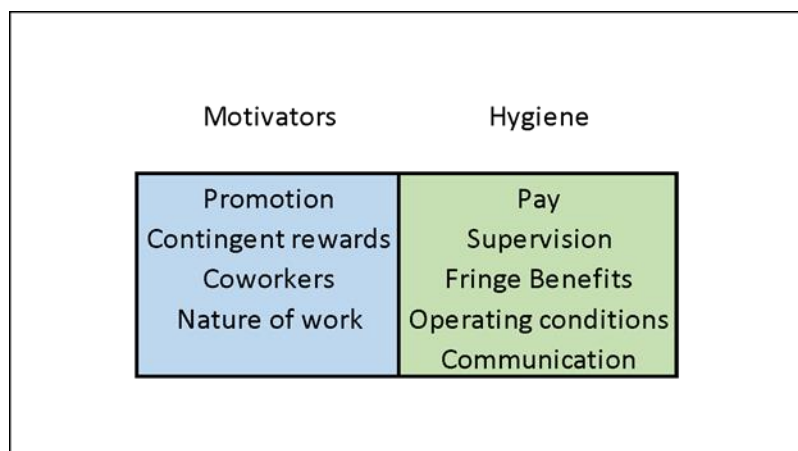 Motivators
Hygiene
Promotion
Contingent rewards
Coworkers
Nature of work
Pay
Supervision
Fringe Benefits
Operating conditions
Communication